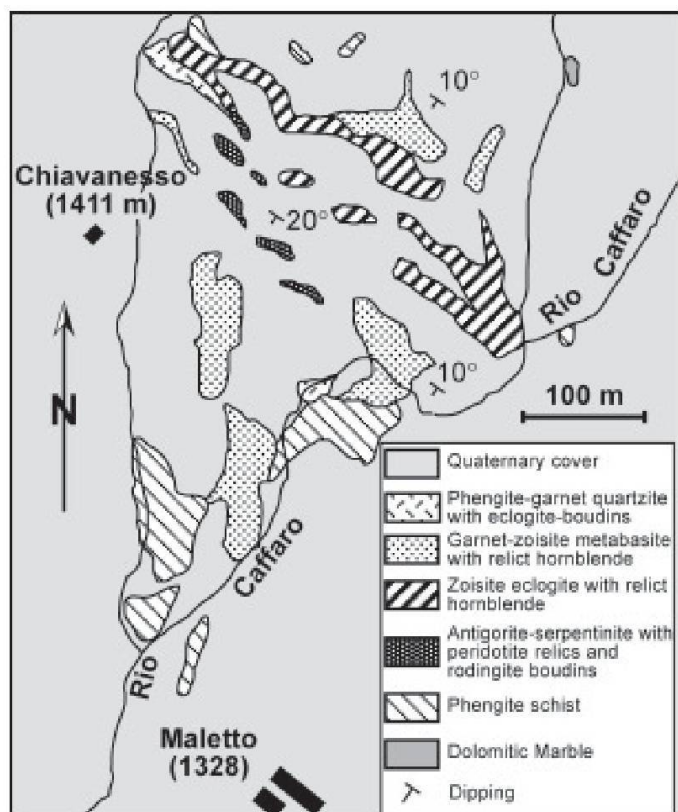 10°
Chiavanesso
(1411 m)
20°
Rio Caffaro
10°
N
100 m
Quaternary cover
Phengite-garnet quartzite
with eclogite-boudins
Garnet-zoisite metabasite
with relict hornblende
Zoisite eclogite with relict
hornblende
Antigorite-serpentinite with
peridotite relics and
rodingite boudins
Phengite schist
Dolomitic Marble
Dipping
Rio Caffaro
Maletto
(1328)